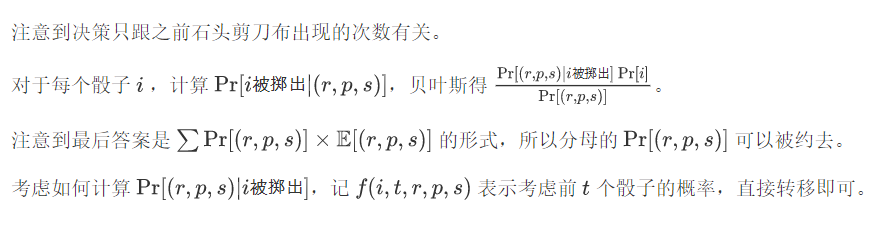 注意到决策只跟之前石头剪刀布出现的次数有关。
对于每个骰子 i，计算 Pr[i被掷出|(r,p,s)]，贝叶斯得 \frac{Pr[(r,p,s)|i被掷出] Pr[i]}{Pr[(r,p,s)]}。
注意到最后答案是 ∑Pr[(r,p,s)] × 𝔼[(r,p,s)] 的形式，所以分母的 Pr[(r,p,s)] 可以被约去。
考虑如何计算 Pr[(r,p,s)|i被掷出]，记 f(i,t,r,p,s) 表示考虑前 t 个骰子的概率，直接转移即可。